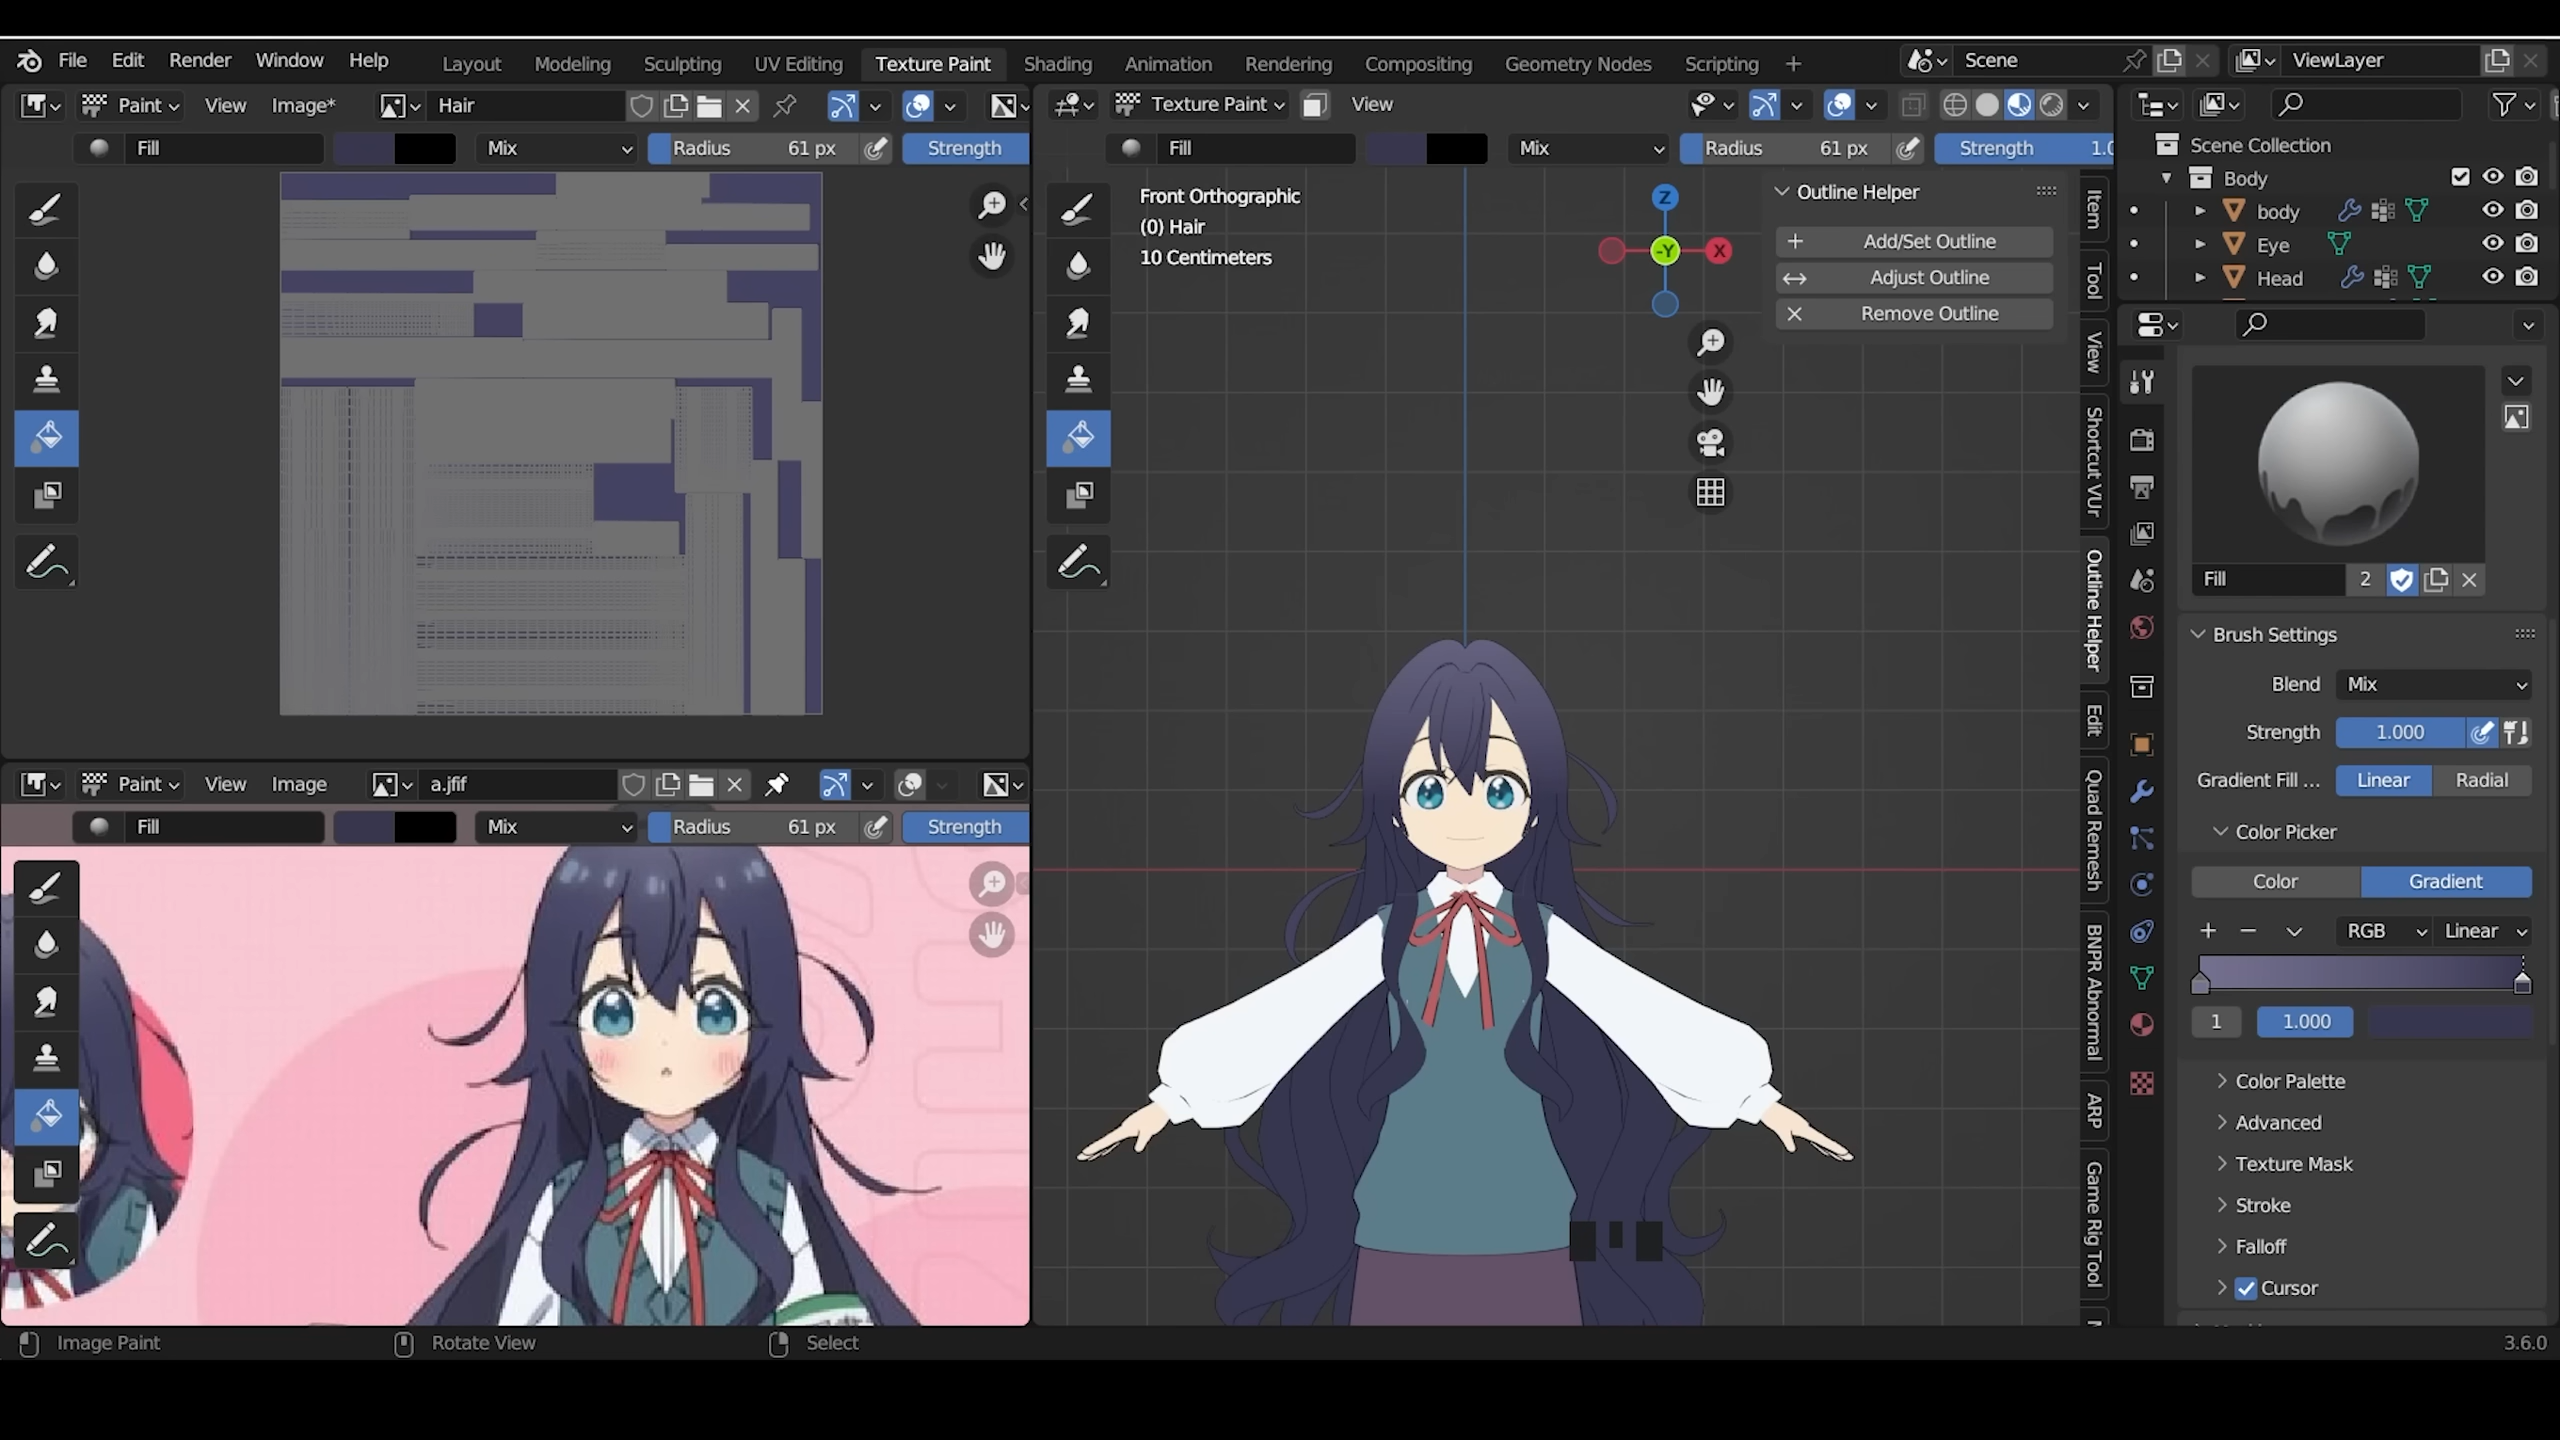 File Edit Render Window Help Layout Modeling Sculpting UV Editing Texture Paint Shading Animation Rendering Compositing Geometry Nodes Scripting + Scene ViewLayer
Paint View Image* Hair
Fill Mix Radius 61 px Strength
Texture Paint View
Fill Mix Radius 61 px Strength 1.0
Front Orthographic
(0) Hair
10 Centimeters
Z
-Y
X
Outline Helper
Add/Set Outline
Adjust Outline
Remove Outline
Item
Tool
View
Shortcut VUr
Outline Helper
Edit
Quad Remesh
BNPR Abnormal
ARP
Game Rig Tool
Scene Collection
Body
body
Eye
Head
Fill 2
Brush Settings
Blend Mix
Strength 1.000
Gradient Fill ... Linear Radial
Color Picker
Color Gradient
RGB Linear
1 1.000
Color Palette
Advanced
Texture Mask
Stroke
Falloff
Cursor
Paint View Image a.jfif
Fill Mix Radius 61 px Strength
Image Paint Rotate View Select 3.6.0